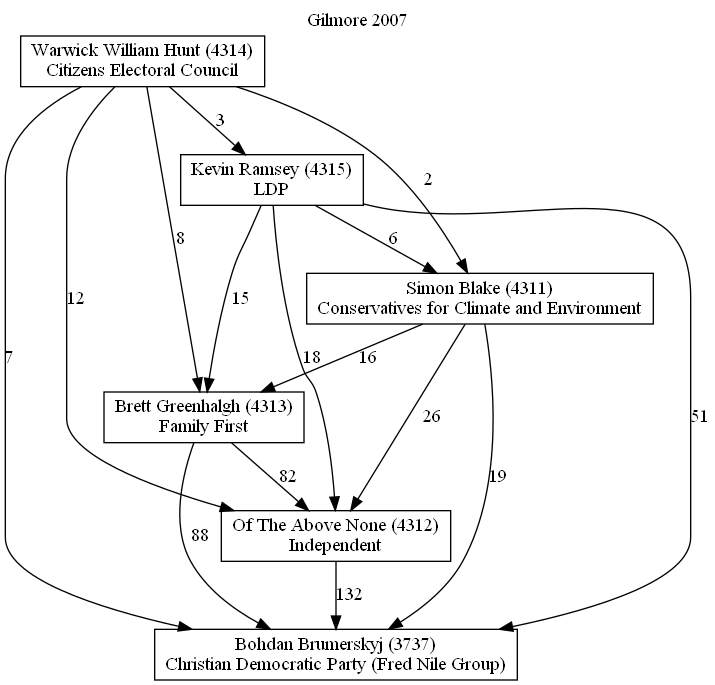 Gilmore 2007
Warwick William Hunt (4314)
Citizens Electoral Council
3
Kevin Ramsey (4315)
LDP
2
8
6
12
15
Simon Blake (4311)
Conservatives for Climate and Environment
7
18
16
51
Brett Greenhalgh (4313)
Family First
26
82
19
88
Of The Above None (4312)
Independent
132
Bohdan Brumerskyj (3737)
Christian Democratic Party (Fred Nile Group)